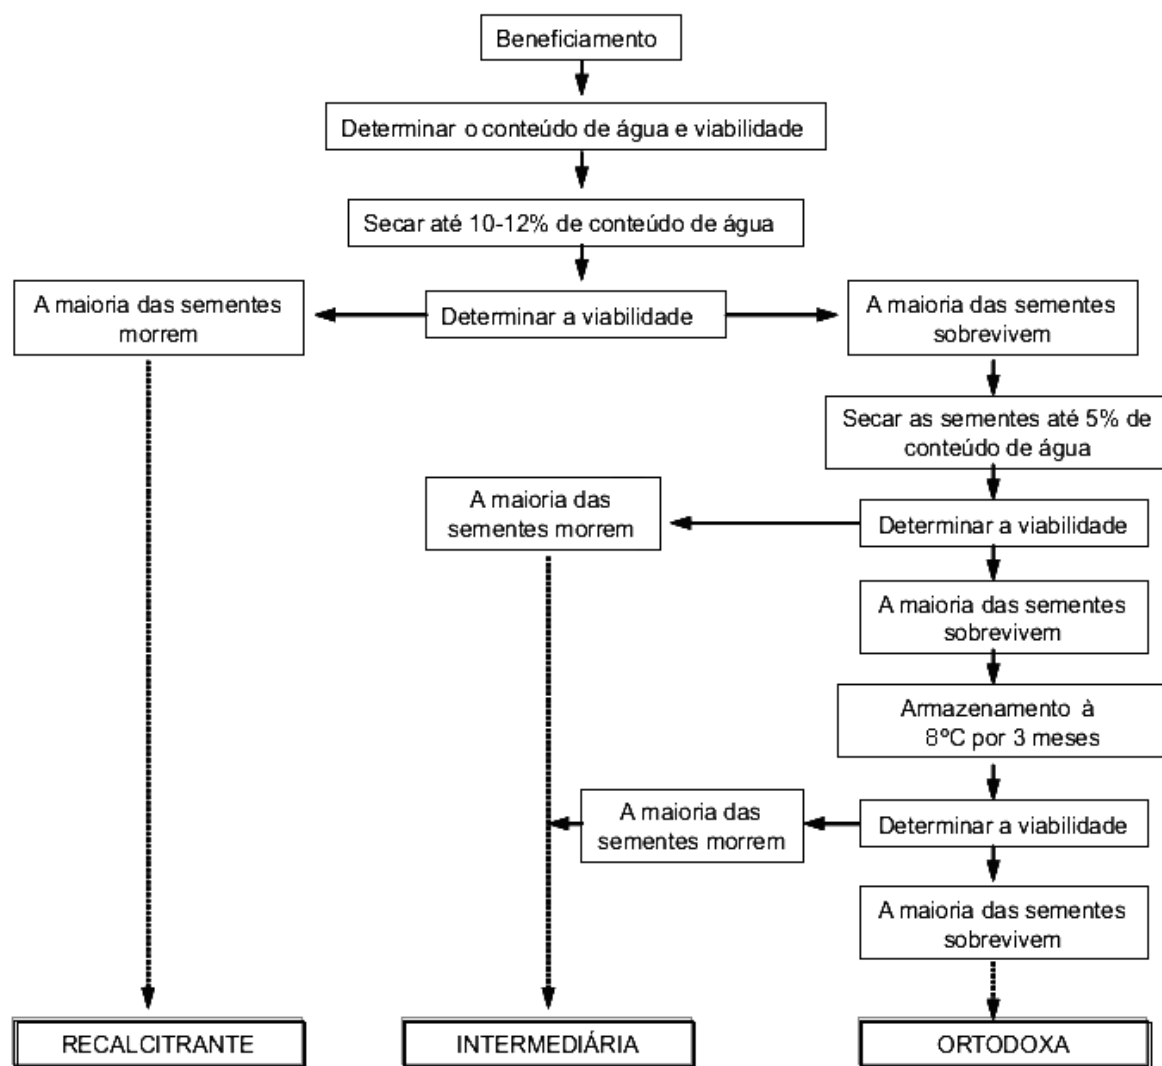 Beneficiamento
Determinar o conteúdo de água e viabilidade
Secar até 10-12% de conteúdo de água
A maioria das sementes
morrem
Determinar a viabilidade
A maioria das sementes
sobrevivem
Secar as sementes até 5% de
conteúdo de água
A maioria das
sementes morrem
Determinar a viabilidade
A maioria das sementes
sobrevivem
Armazenamento à
8ºC por 3 meses
A maioria das
sementes morrem
Determinar a viabilidade
A maioria das sementes
sobrevivem
RECALCITRANTE
INTERMEDIÁRIA
ORTODOXA